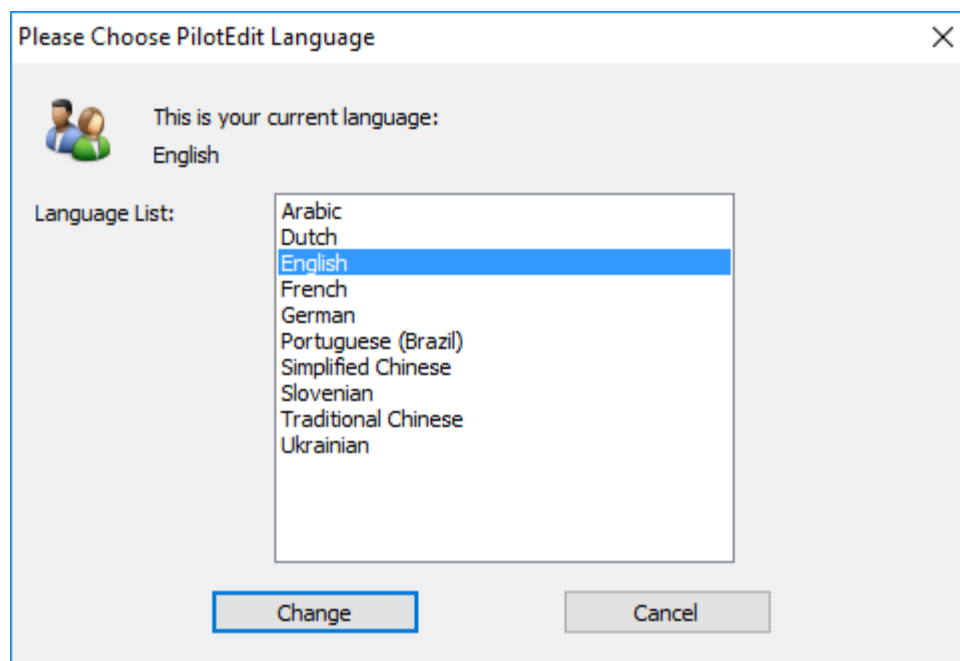 Please Choose PilotEdit Language
This is your current language:
English
Language List:
Arabic
Dutch
English
French
German
Portuguese (Brazil)
Simplified Chinese
Slovenian
Traditional Chinese
Ukrainian
Change
Cancel